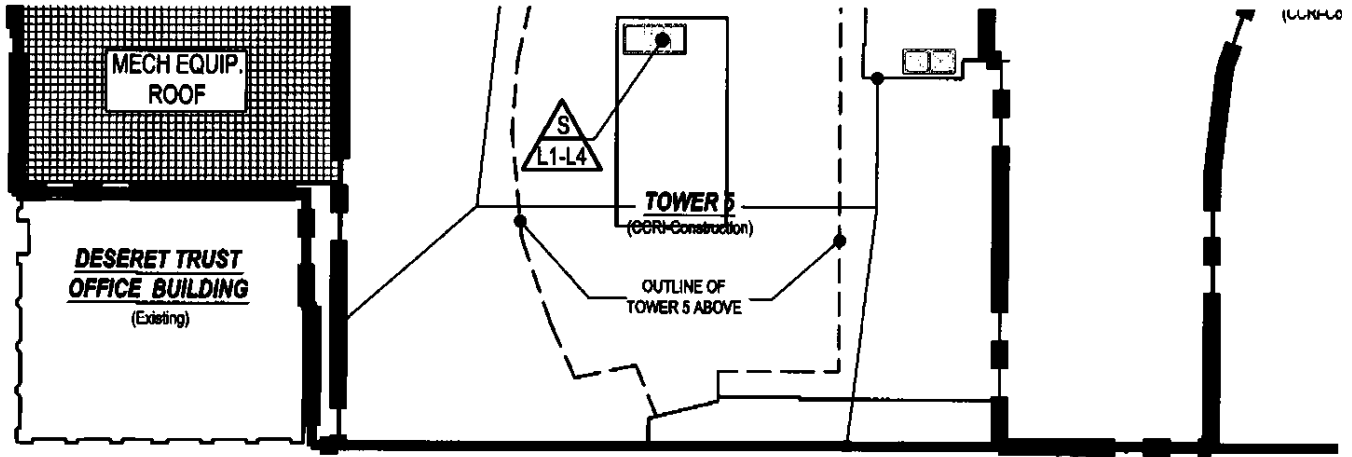 MECH EQUIP.
ROOF
S
L1-L4
TOWER 5
(CCRI-Construction)
DESERET TRUST
OFFICE BUILDING
(Existing)
OUTLINE OF
TOWER 5 ABOVE